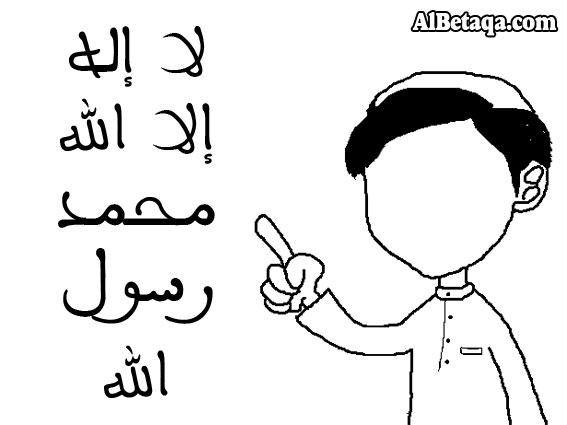 AlBetaqa.com
لا إله
إلا الله
محمد
رسول
الله